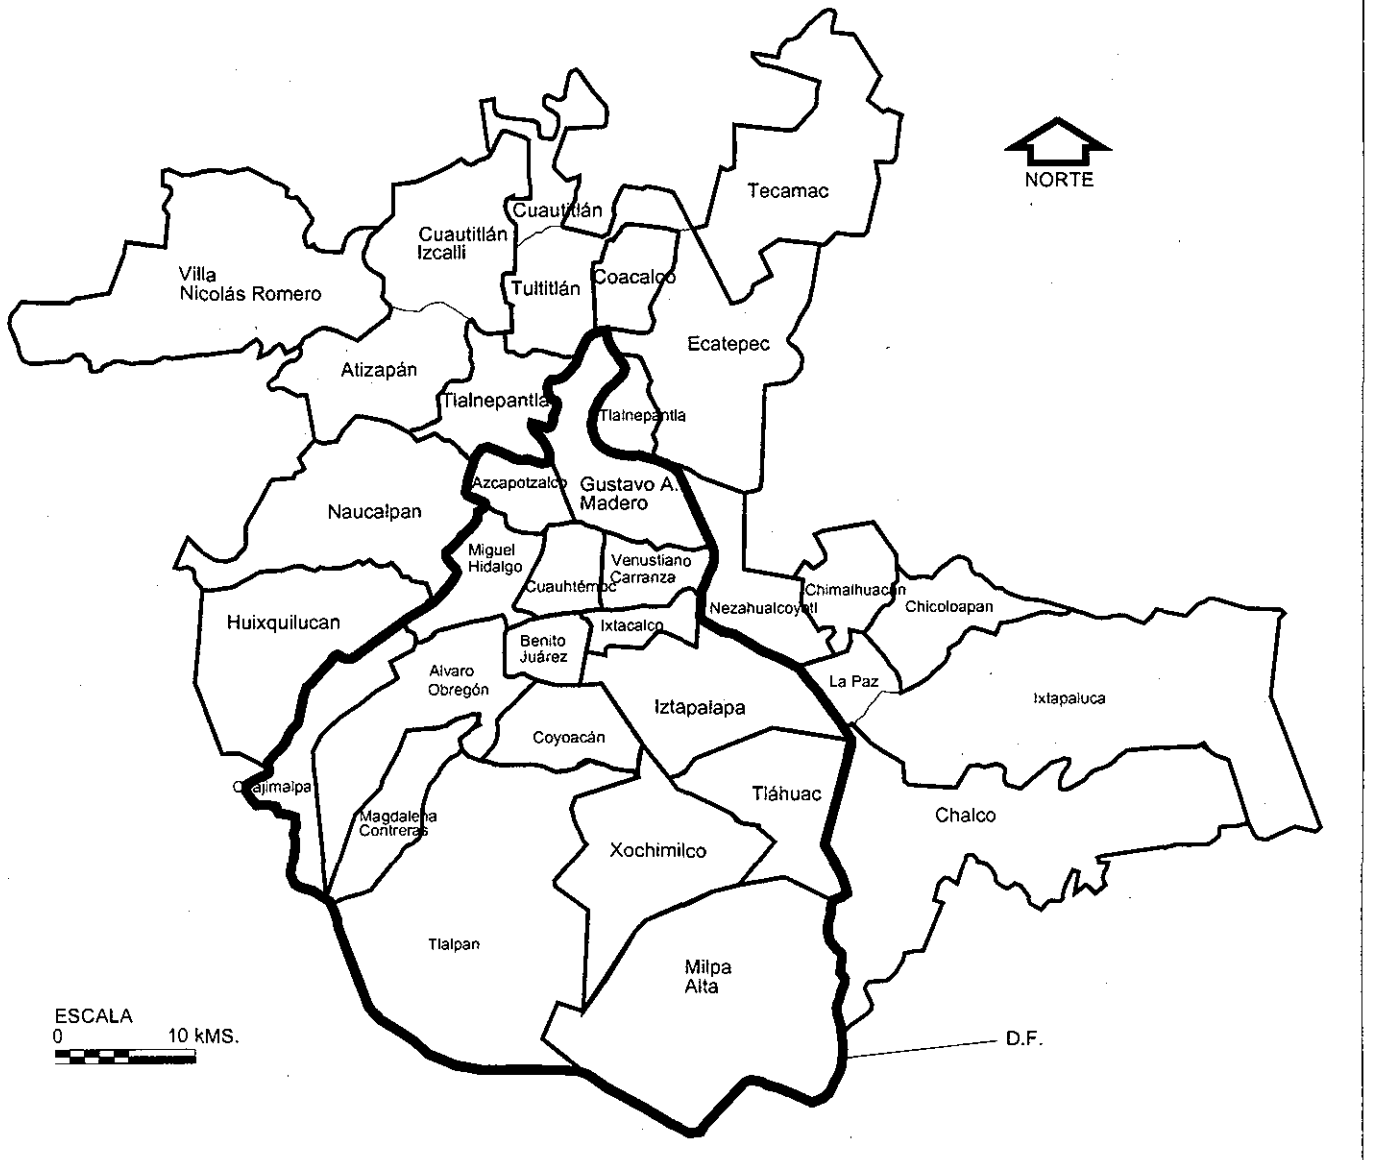 NORTE
Tecamac
Cuautitlán
Cuautitlán
Izcalli
Villa
Nicolás Romero
Tultitlán
Coacalco
Ecatepec
Atizapán
Tlalnepantla
Tlalnepantla
Azcapotzalco
Gustavo A.
Madero
Naucalpan
Miguel
Hidalgo
Cuauhtémoc
Venustiano
Carranza
Nezahualcoyotl
Chimalhuacán
Chicoloapan
Huixquilucan
Ixtacalco
Benito
Juárez
Alvaro
Obregón
La Paz
Ixtapaluca
Iztapalapa
Coyoacán
Cuajimalpa
Tláhuac
Magdalena
Contreras
Chalco
Xochimilco
Tlalpan
Milpa
Alta
ESCALA
0 10 kMS.
D.F.